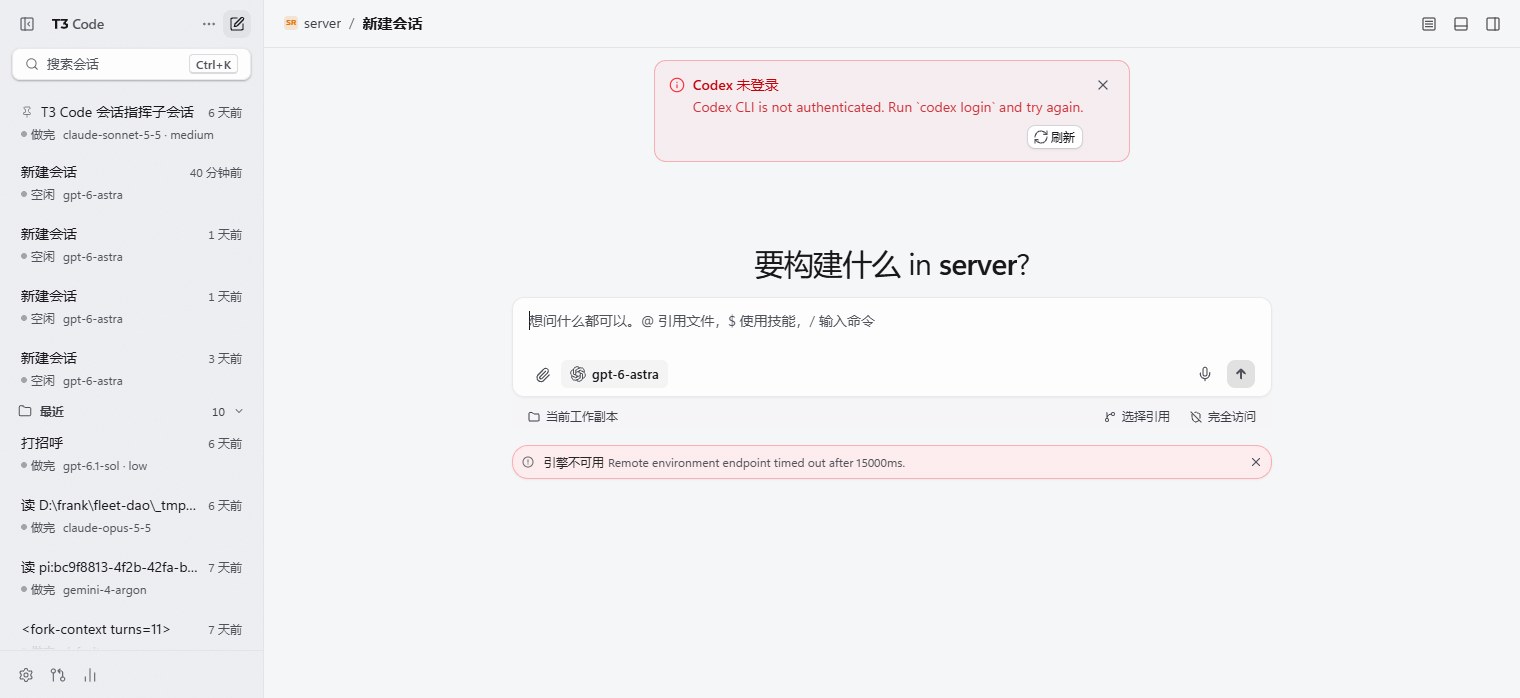 T3 Code
搜索会话 Ctrl+K
T3 Code 会话指挥子会话 6 天前
做完 claude-sonnet-5-5 · medium
新建会话 40 分钟前
空闲 gpt-6-astra
新建会话 1 天前
空闲 gpt-6-astra
新建会话 1 天前
空闲 gpt-6-astra
新建会话 3 天前
空闲 gpt-6-astra
最近 10
打招呼 6 天前
做完 gpt-6.1-sol · low
读 D:\frank\fleet-dao\_tmp... 6 天前
做完 claude-opus-5-5
读 pi:bc9f8813-4f2b-42fa-b... 7 天前
做完 gemini-4-argon
<fork-context turns=11> 7 天前
SR server / 新建会话
Codex 未登录
Codex CLI is not authenticated. Run `codex login` and try again.
刷新
要构建什么 in server?
想问什么都可以。@ 引用文件，$ 使用技能，/ 输入命令
gpt-6-astra
当前工作副本 选择引用 完全访问
引擎不可用 Remote environment endpoint timed out after 15000ms.